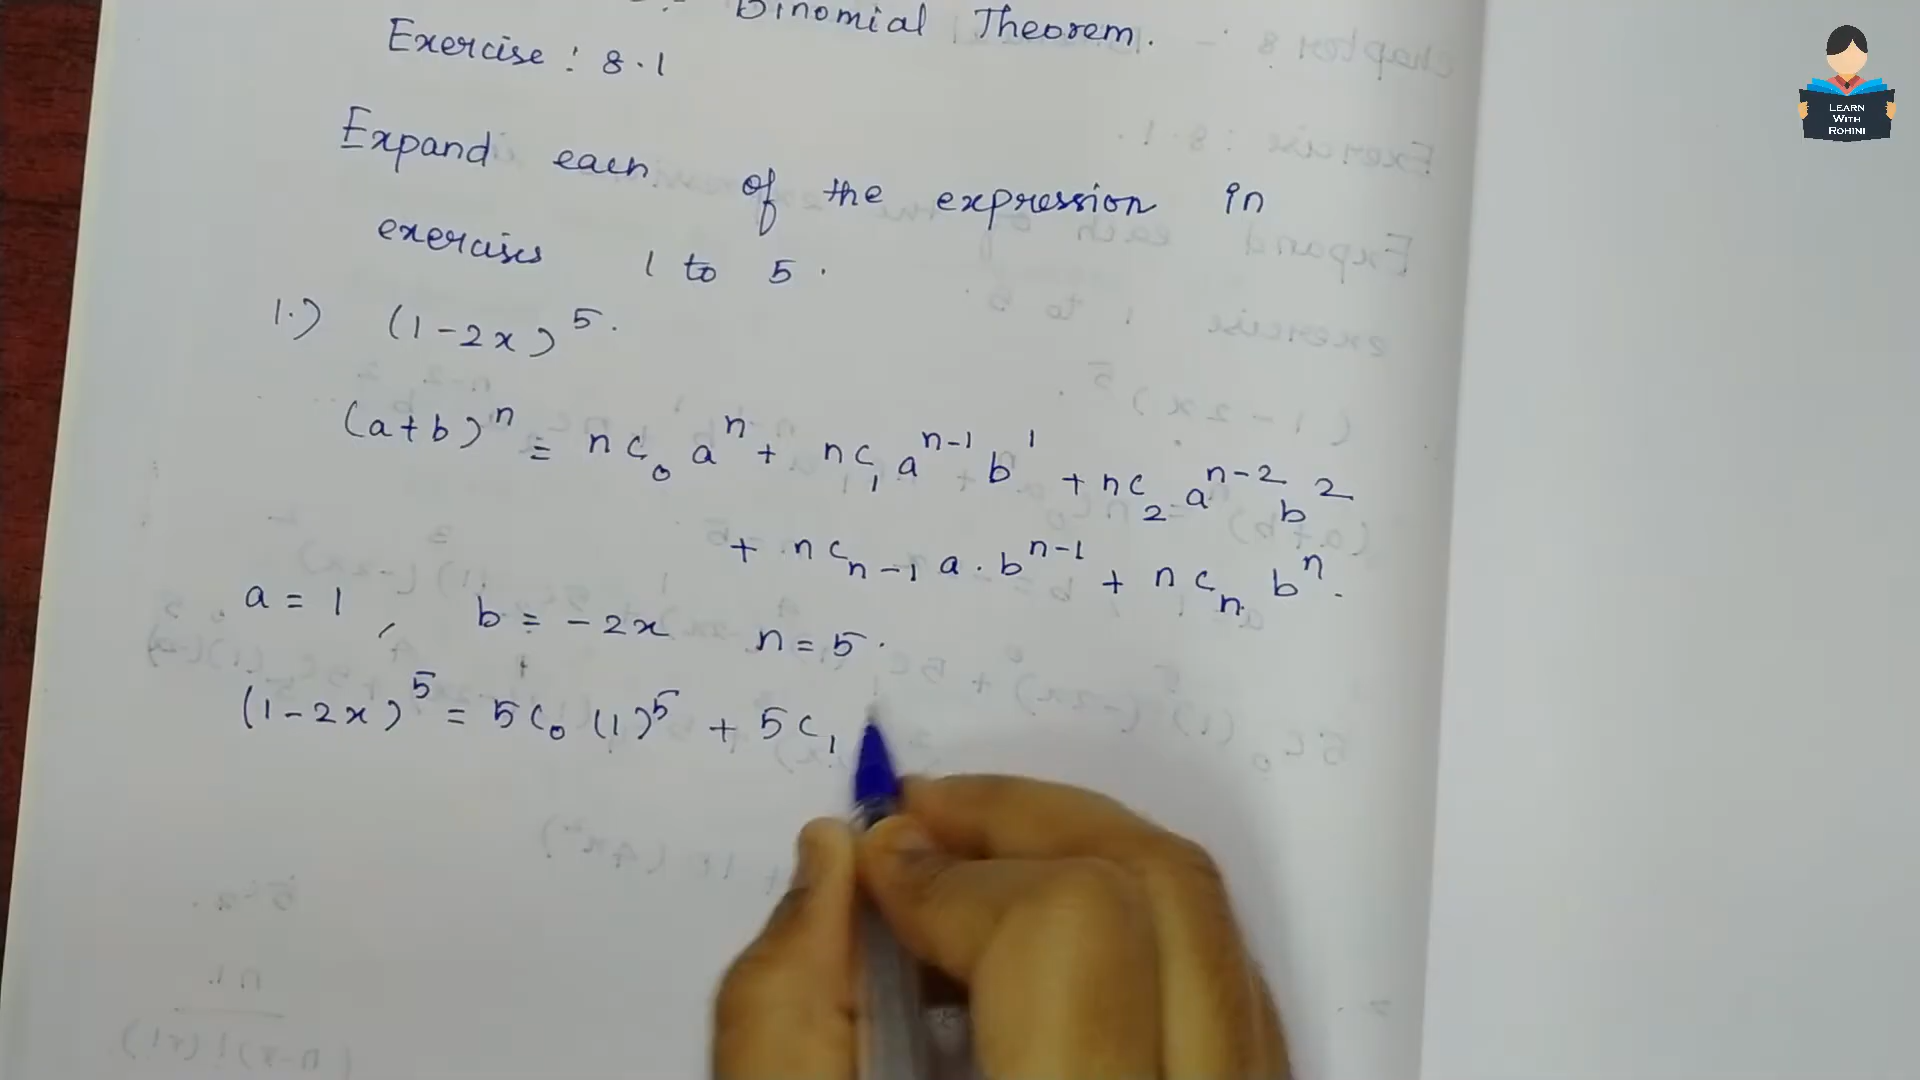 Binomial Theorem.
Exercise : 8.1
Expand each of the expression in
exercises 1 to 5.
1.) (1-2x)^5.
(a+b)^n = nC₀ a^n + nC₁ a^n-1 b^1 + nC₂ a^n-2 b^2
+ nCₙ₋₁ a.b^n-1 + nCₙ b^n.
a = 1, b = -2x n = 5.
(1-2x)^5 = 5C₀ (1)^5 + 5C₁
LEARN
With
ROHINI